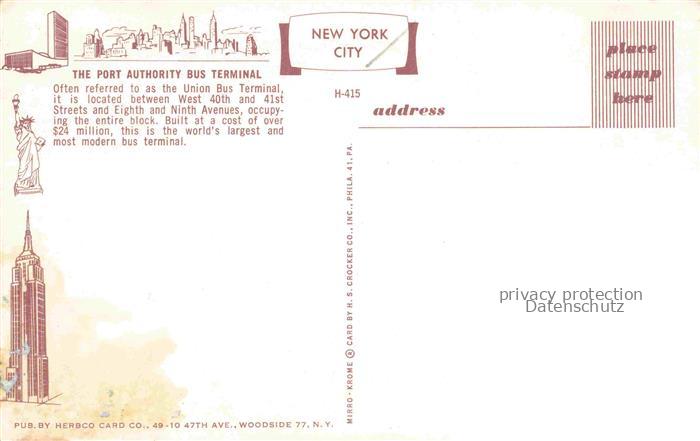 THE PORT AUTHORITY BUS TERMINAL
Often referred to as the Union Bus Terminal,
it is located between West 40th and 41st
Streets and Eighth and Ninth Avenues, occupy-
ing the entire block. Built at a cost of over
$24 million, this is the world's largest and
most modern bus terminal.
NEW YORK
CITY
H-415
address
place
stamp
here
MIRRO-KROME ® CARD BY H. S. CROCKER CO., INC., PHILA. 41, PA.
privacy protection
Datenschutz
PUB. BY HERBCO CARD CO., 49-10 47TH AVE., WOODSIDE 77, N. Y.